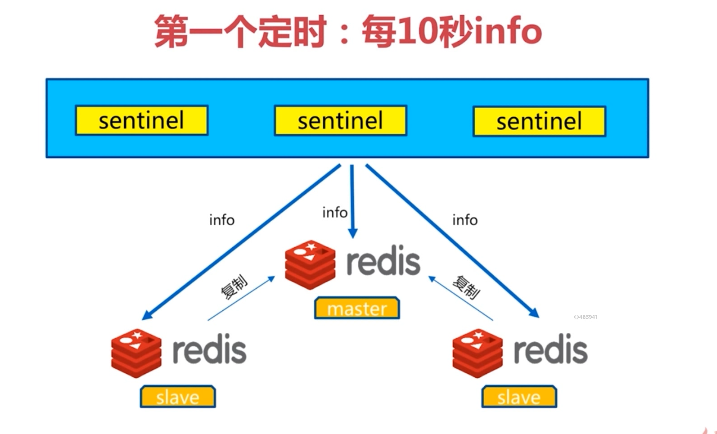 第一个定时：每10秒info
sentinel
sentinel
sentinel
info
info
info
redis
复制
复制
master
redis
redis
slave
slave